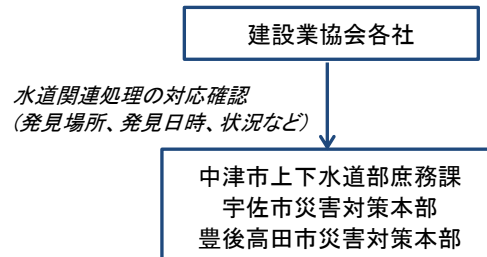 建設業協会各社
水道関連処理の対応確認
(発見場所、発見日時、状況など)
中津市上下水道部庶務課
宇佐市災害対策本部
豊後高田市災害対策本部